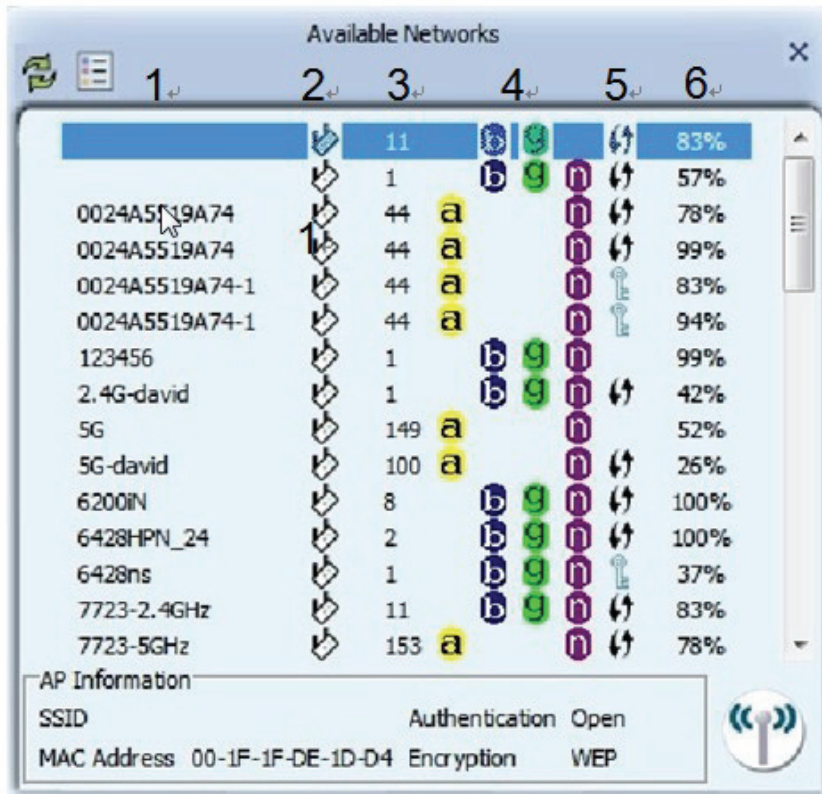 Available Networks
1 2 3 4 5 6
11 b g 83%
1 b g n 57%
0024A5519A74 44 a n 78%
0024A5519A74 1 44 a n 99%
0024A5519A74-1 44 a n 83%
0024A5519A74-1 44 a n 94%
123456 1 b g n 99%
2.4G-david 1 b g n 42%
5G 149 a n 52%
5G-david 100 a n 26%
6200iN 8 b g n 100%
6428HPN_24 2 b g n 100%
6428ns 1 b g n 37%
7723-2.4GHz 11 b g n 83%
7723-5GHz 153 a n 78%
AP Information
SSID Authentication Open
MAC Address 00-1F-1F-DE-1D-D4 Encryption WEP